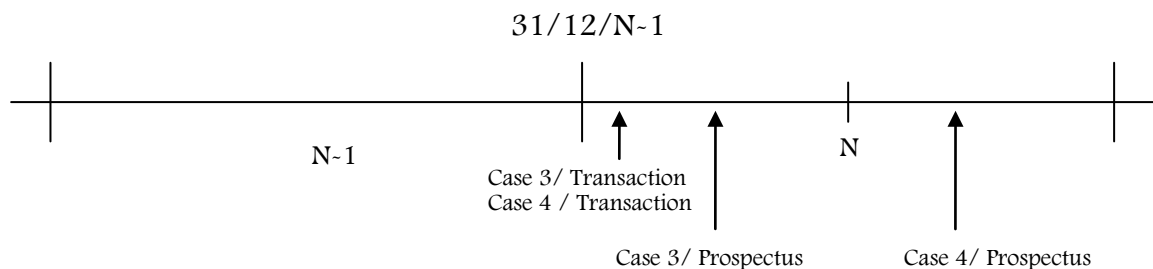 31/12/N-1
N-1
N
Case 3/ Transaction
Case 4 / Transaction
Case 3/ Prospectus
Case 4/ Prospectus